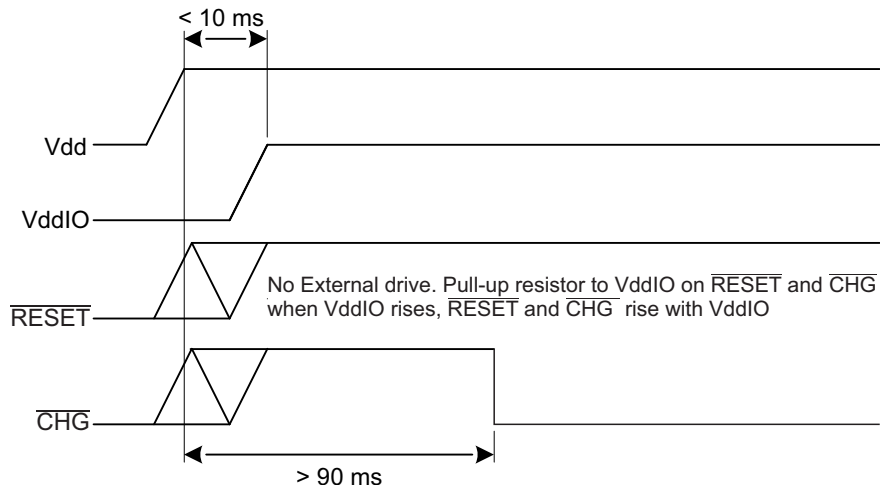 < 10 ms
Vdd
VddIO
No External drive. Pull-up resistor to VddIO on RESET and CHG
when VddIO rises, RESET and CHG rise with VddIO
RESET
CHG
> 90 ms